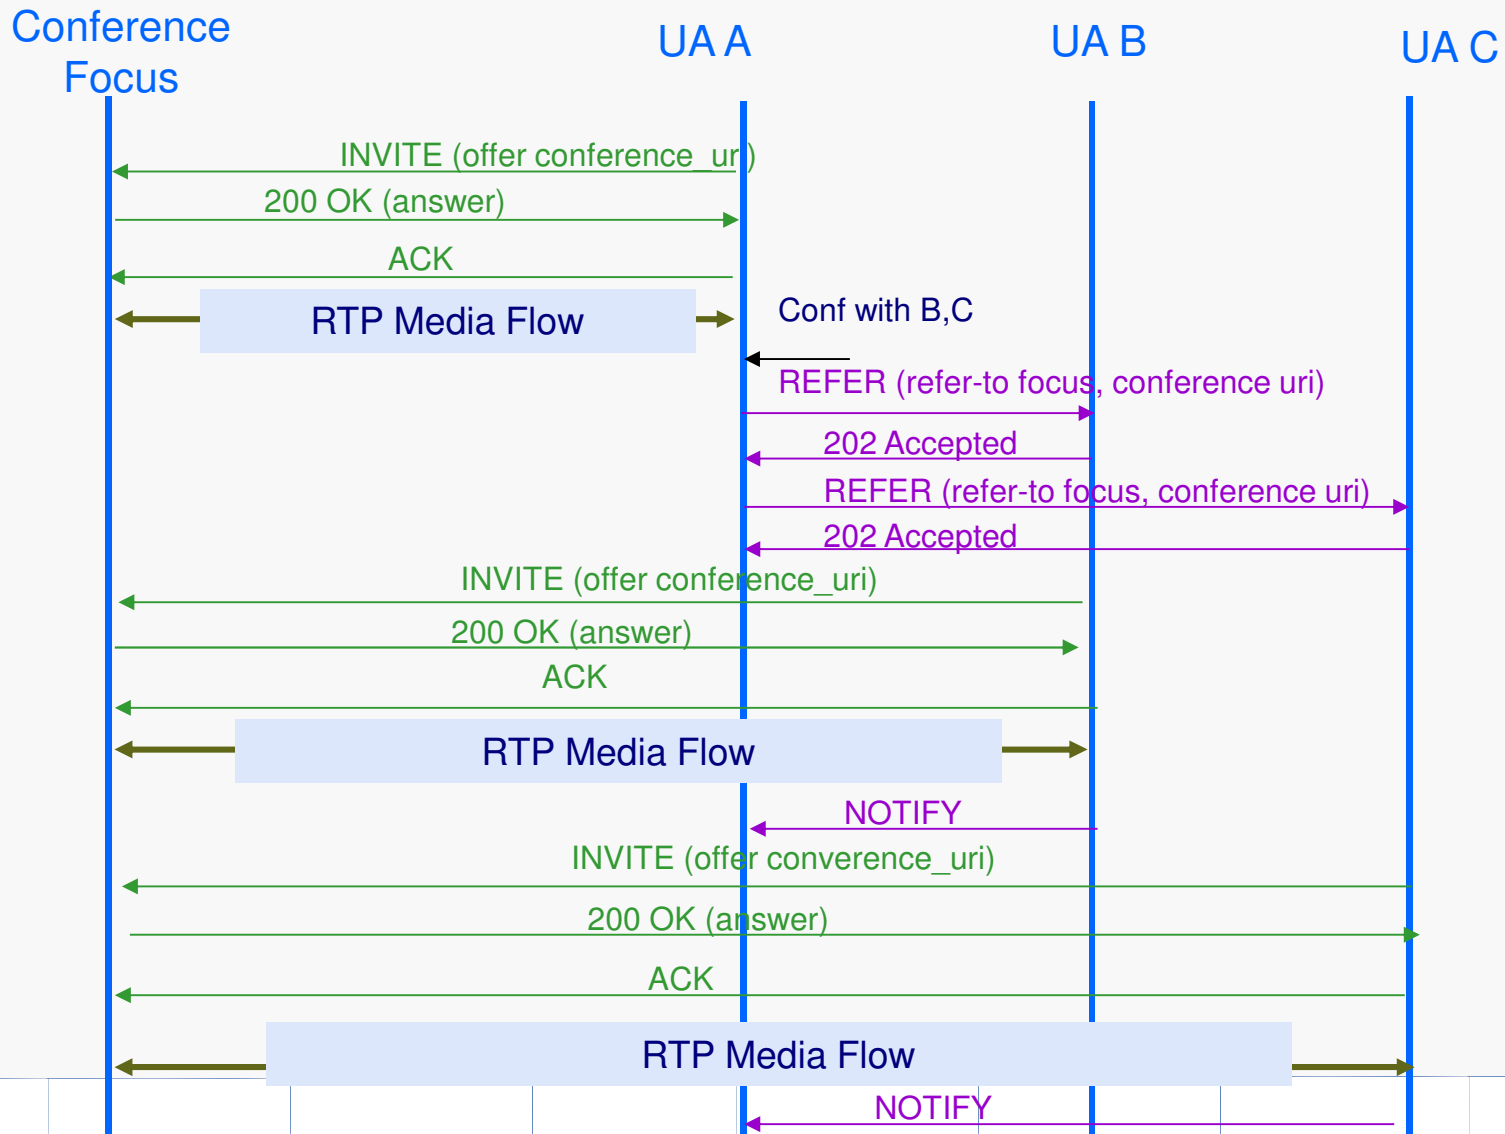 Conference
Focus
UA A
UA B
UA C
INVITE (offer conference_uri)
200 OK (answer)
ACK
RTP Media Flow
Conf with B,C
REFER (refer-to focus, conference uri)
202 Accepted
REFER (refer-to focus, conference uri)
202 Accepted
INVITE (offer conference_uri)
200 OK (answer)
ACK
RTP Media Flow
NOTIFY
INVITE (offer converence_uri)
200 OK (answer)
ACK
RTP Media Flow
NOTIFY